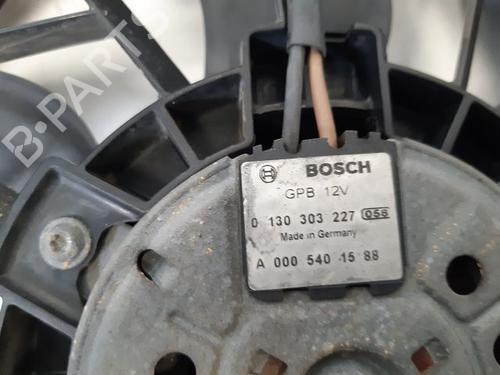 B-PARTS
BOSCH
GPB 12V
0 130 303 227 056
Made in Germany
A 000 540 15 88